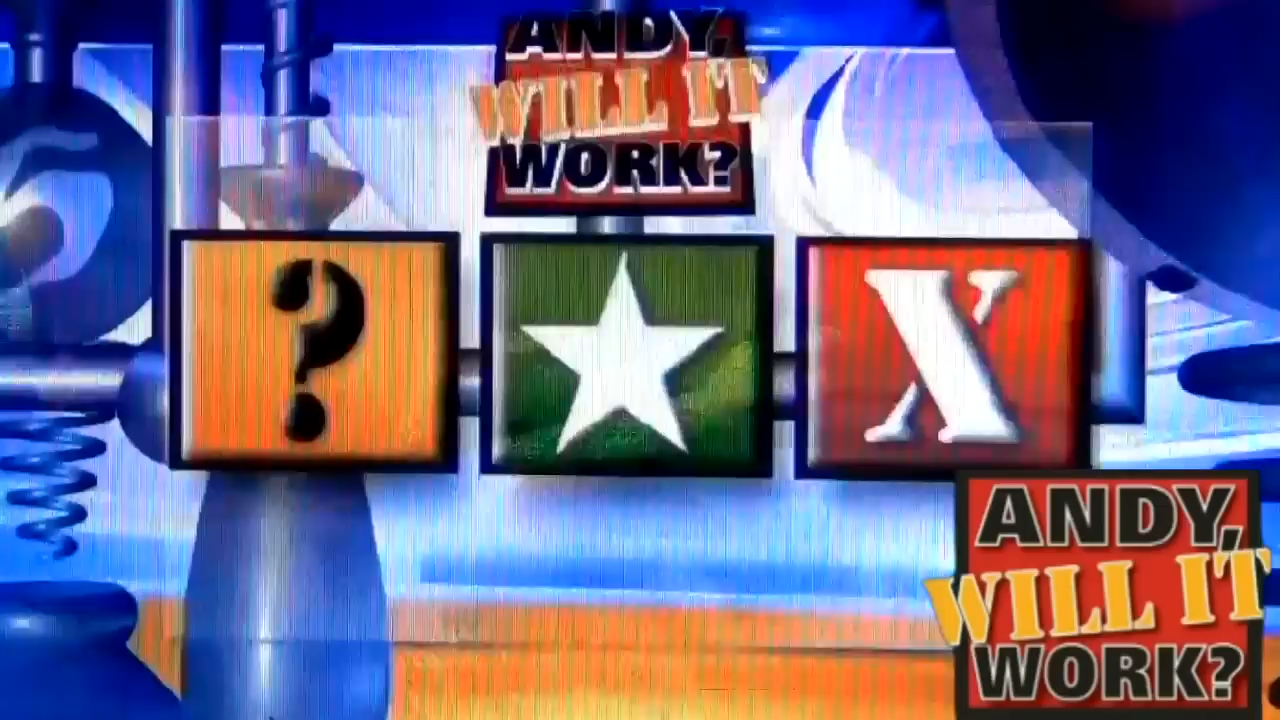 ANDY,
WILL IT
WORK?
?
X
ANDY,
WILL IT
WORK?